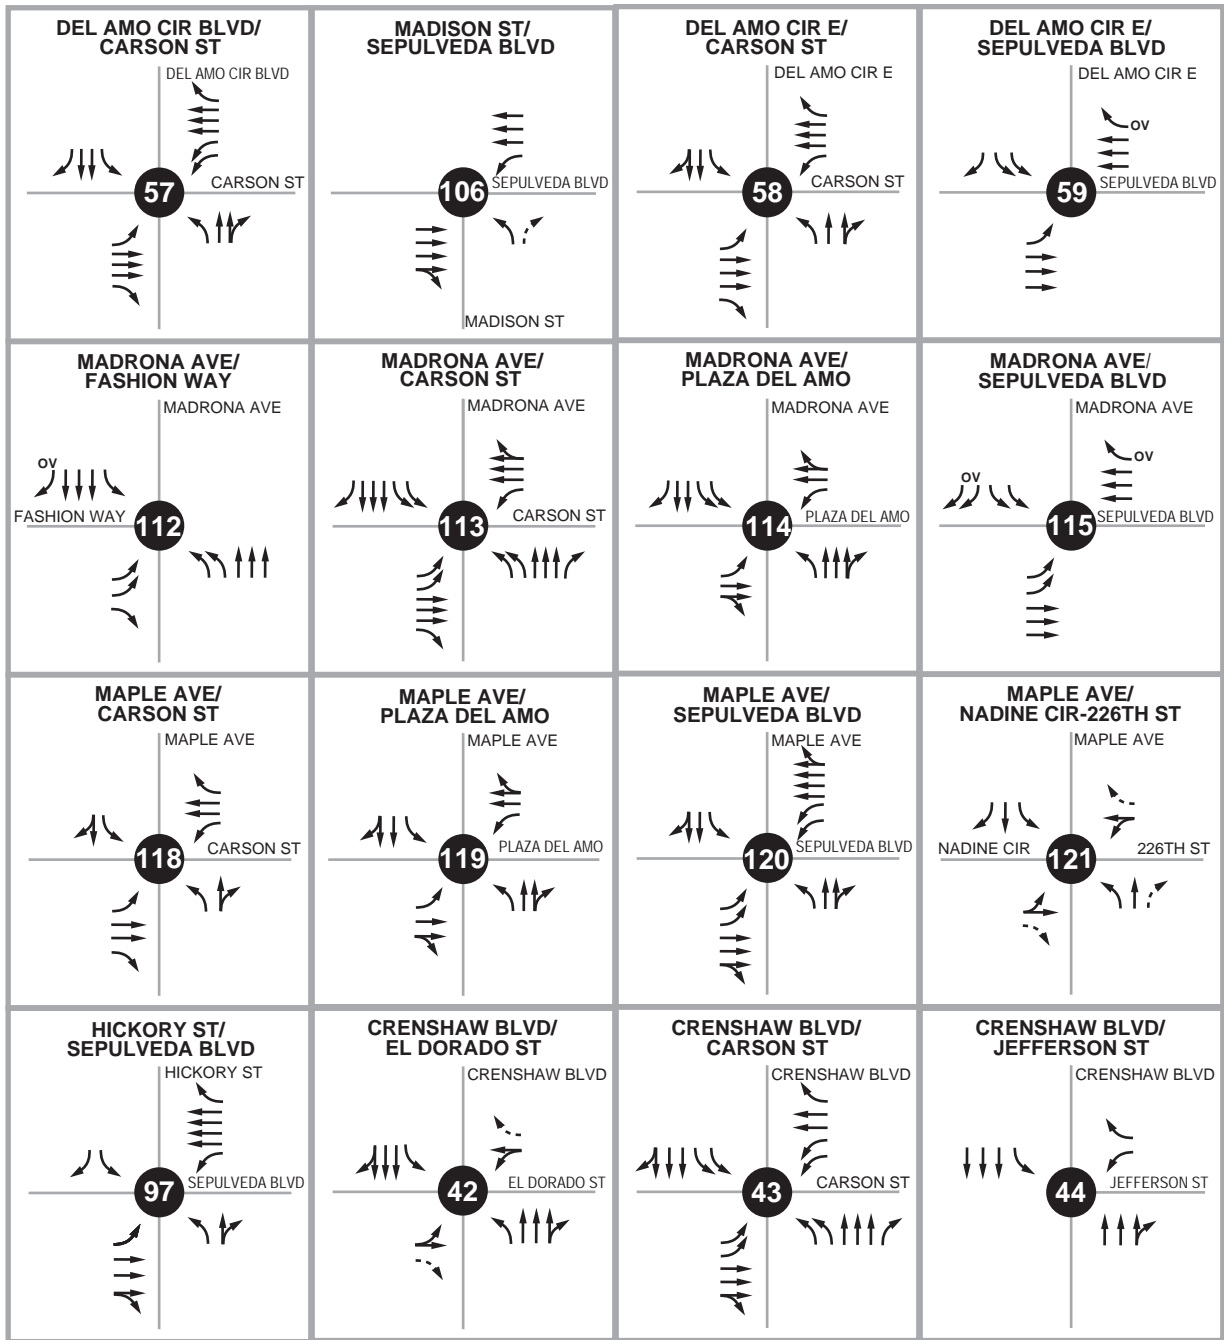 DEL AMO CIR BLVD/
CARSON ST
DEL AMO CIR BLVD
57
CARSON ST
MADISON ST/
SEPULVEDA BLVD
106
SEPULVEDA BLVD
MADISON ST
DEL AMO CIR E/
CARSON ST
DEL AMO CIR E
58
CARSON ST
DEL AMO CIR E/
SEPULVEDA BLVD
DEL AMO CIR E
OV
59
SEPULVEDA BLVD
MADRONA AVE/
FASHION WAY
MADRONA AVE
OV
FASHION WAY
112
MADRONA AVE/
CARSON ST
MADRONA AVE
113
CARSON ST
MADRONA AVE/
PLAZA DEL AMO
MADRONA AVE
114
PLAZA DEL AMO
MADRONA AVE/
SEPULVEDA BLVD
MADRONA AVE
OV
OV
115
SEPULVEDA BLVD
MAPLE AVE/
CARSON ST
MAPLE AVE
118
CARSON ST
MAPLE AVE/
PLAZA DEL AMO
MAPLE AVE
119
PLAZA DEL AMO
MAPLE AVE/
SEPULVEDA BLVD
MAPLE AVE
120
SEPULVEDA BLVD
MAPLE AVE/
NADINE CIR-226TH ST
MAPLE AVE
NADINE CIR
121
226TH ST
HICKORY ST/
SEPULVEDA BLVD
HICKORY ST
97
SEPULVEDA BLVD
CRENSHAW BLVD/
EL DORADO ST
CRENSHAW BLVD
42
EL DORADO ST
CRENSHAW BLVD/
CARSON ST
CRENSHAW BLVD
43
CARSON ST
CRENSHAW BLVD/
JEFFERSON ST
CRENSHAW BLVD
44
JEFFERSON ST